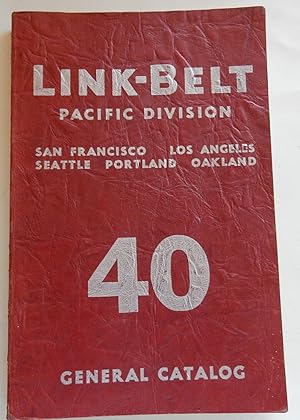 LINK-BELT
PACIFIC DIVISION
SAN FRANCISCO LOS ANGELES
SEATTLE PORTLAND OAKLAND
40
GENERAL CATALOG